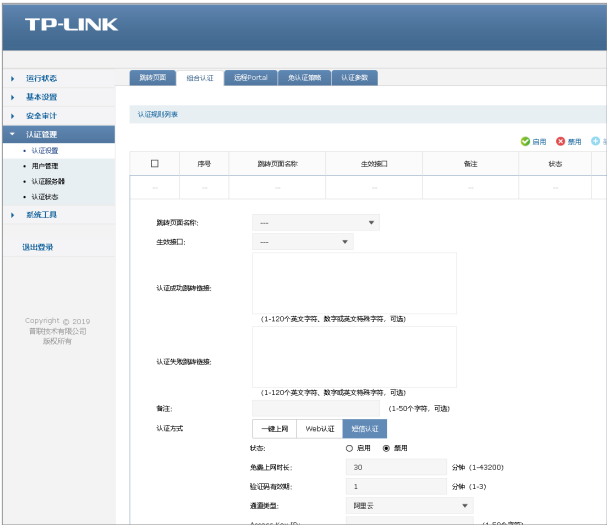 TP-LINK
运行状态
基本设置
安全审计
认证管理
认证设置
用户管理
认证服务器
认证状态
系统工具
退出登录
Copyright © 2019
普联技术有限公司
版权所有
跳转页面 组合认证 远程Portal 免认证策略 认证参数
认证规则列表
启用 禁用
序号 跳转页面名称 生效接口 备注 状态
--- --- --- --- --- ---
跳转页面名称: ---
生效接口: ---
认证成功跳转链接:
(1-120个英文字符、数字或英文特殊字符，可选)
认证失败跳转链接:
(1-120个英文字符、数字或英文特殊字符，可选)
备注: (1-50个字符，可选)
认证方式 一键上网 Web认证 短信认证
状态: 启用 禁用
免费上网时长: 30 分钟 (1-43200)
验证码有效期: 1 分钟 (1-3)
通道类型: 阿里云
Access Key ID: (1-50个字符)